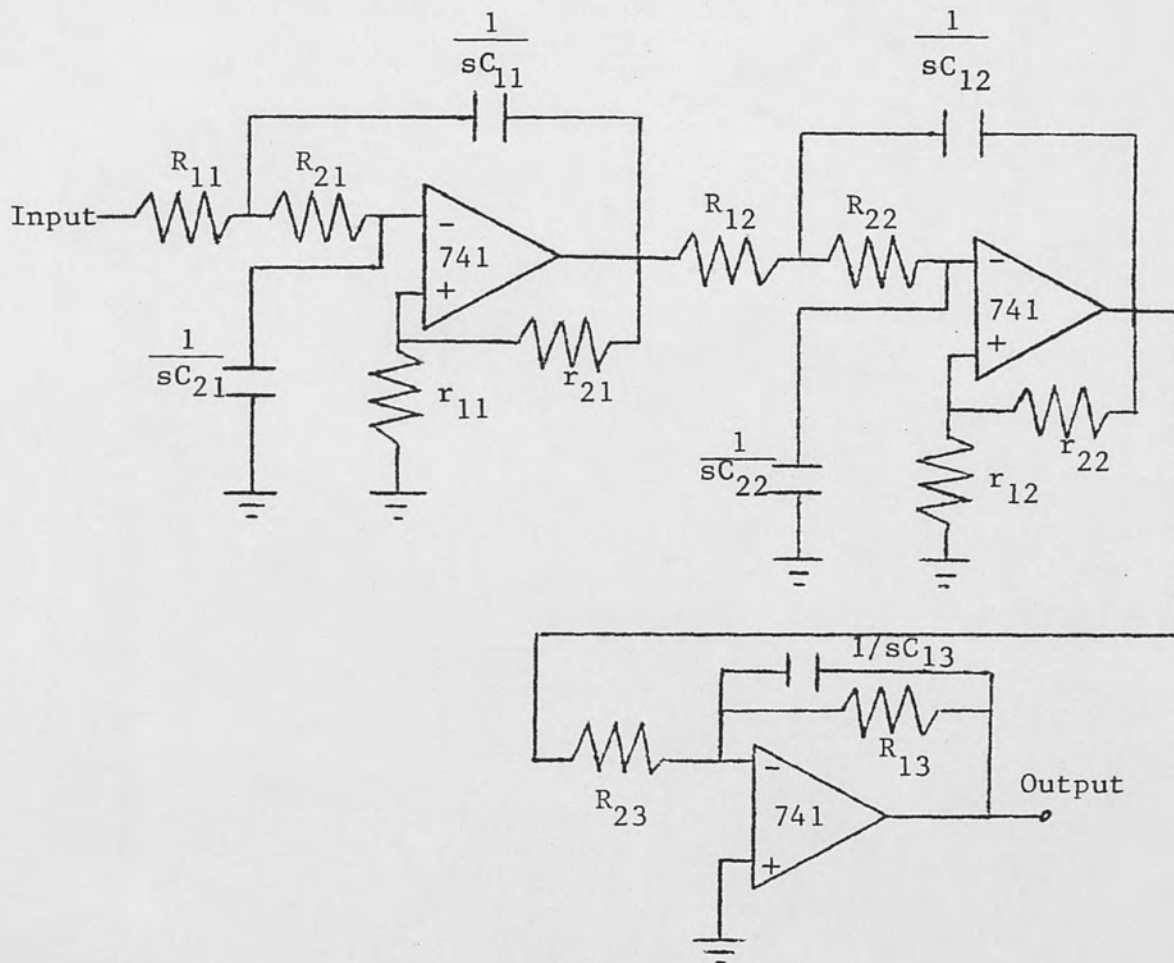 1
sC11
1
sC12
R11
R21
Input
-
741
+
R12
R22
-
741
+
1
sC21
r11
r21
1
sC22
r12
r22
1/sC13
R13
R23
-
741
+
Output